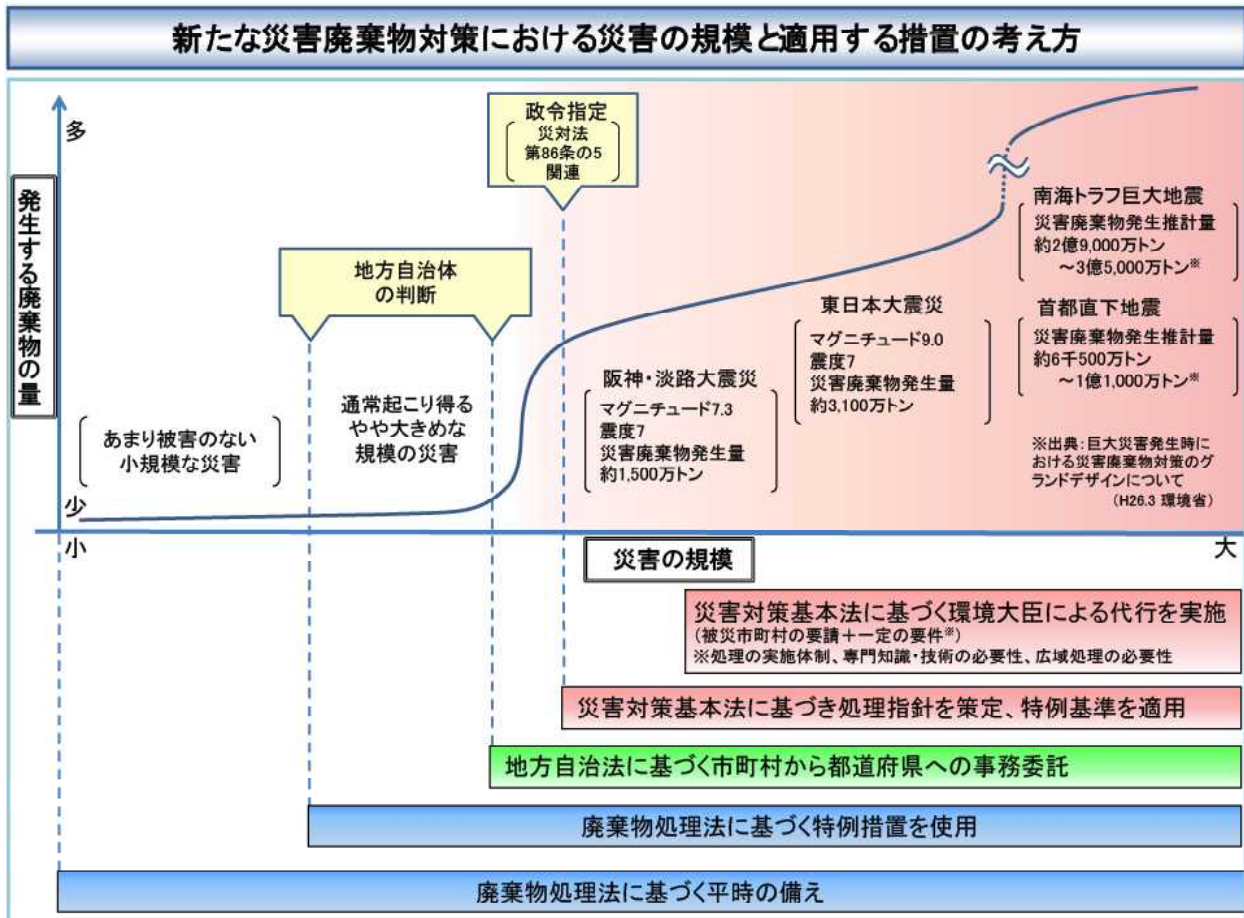 新たな災害廃棄物対策における災害の規模と適用する措置の考え方
多
発生する廃棄物の量
少
小
政令指定
災対法
第86条の5
関連
地方自治体
の判断
あまり被害のない
小規模な災害
通常起こり得る
やや大きめな
規模の災害
阪神・淡路大震災
マグニチュード7.3
震度7
災害廃棄物発生量
約1,500万トン
東日本大震災
マグニチュード9.0
震度7
災害廃棄物発生量
約3,100万トン
南海トラフ巨大地震
災害廃棄物発生推計量
約2億9,000万トン
～3億5,000万トン※
首都直下地震
災害廃棄物発生推計量
約6千500万トン
～1億1,000万トン※
※出典：巨大災害発生時に
おける災害廃棄物対策のグ
ランドデザインについて
（H26.3 環境省）
災害の規模
大
災害対策基本法に基づく環境大臣による代行を実施
（被災市町村の要請＋一定の要件※）
※処理の実施体制、専門知識・技術の必要性、広域処理の必要性
災害対策基本法に基づき処理指針を策定、特例基準を適用
地方自治法に基づく市町村から都道府県への事務委託
廃棄物処理法に基づく特例措置を使用
廃棄物処理法に基づく平時の備え